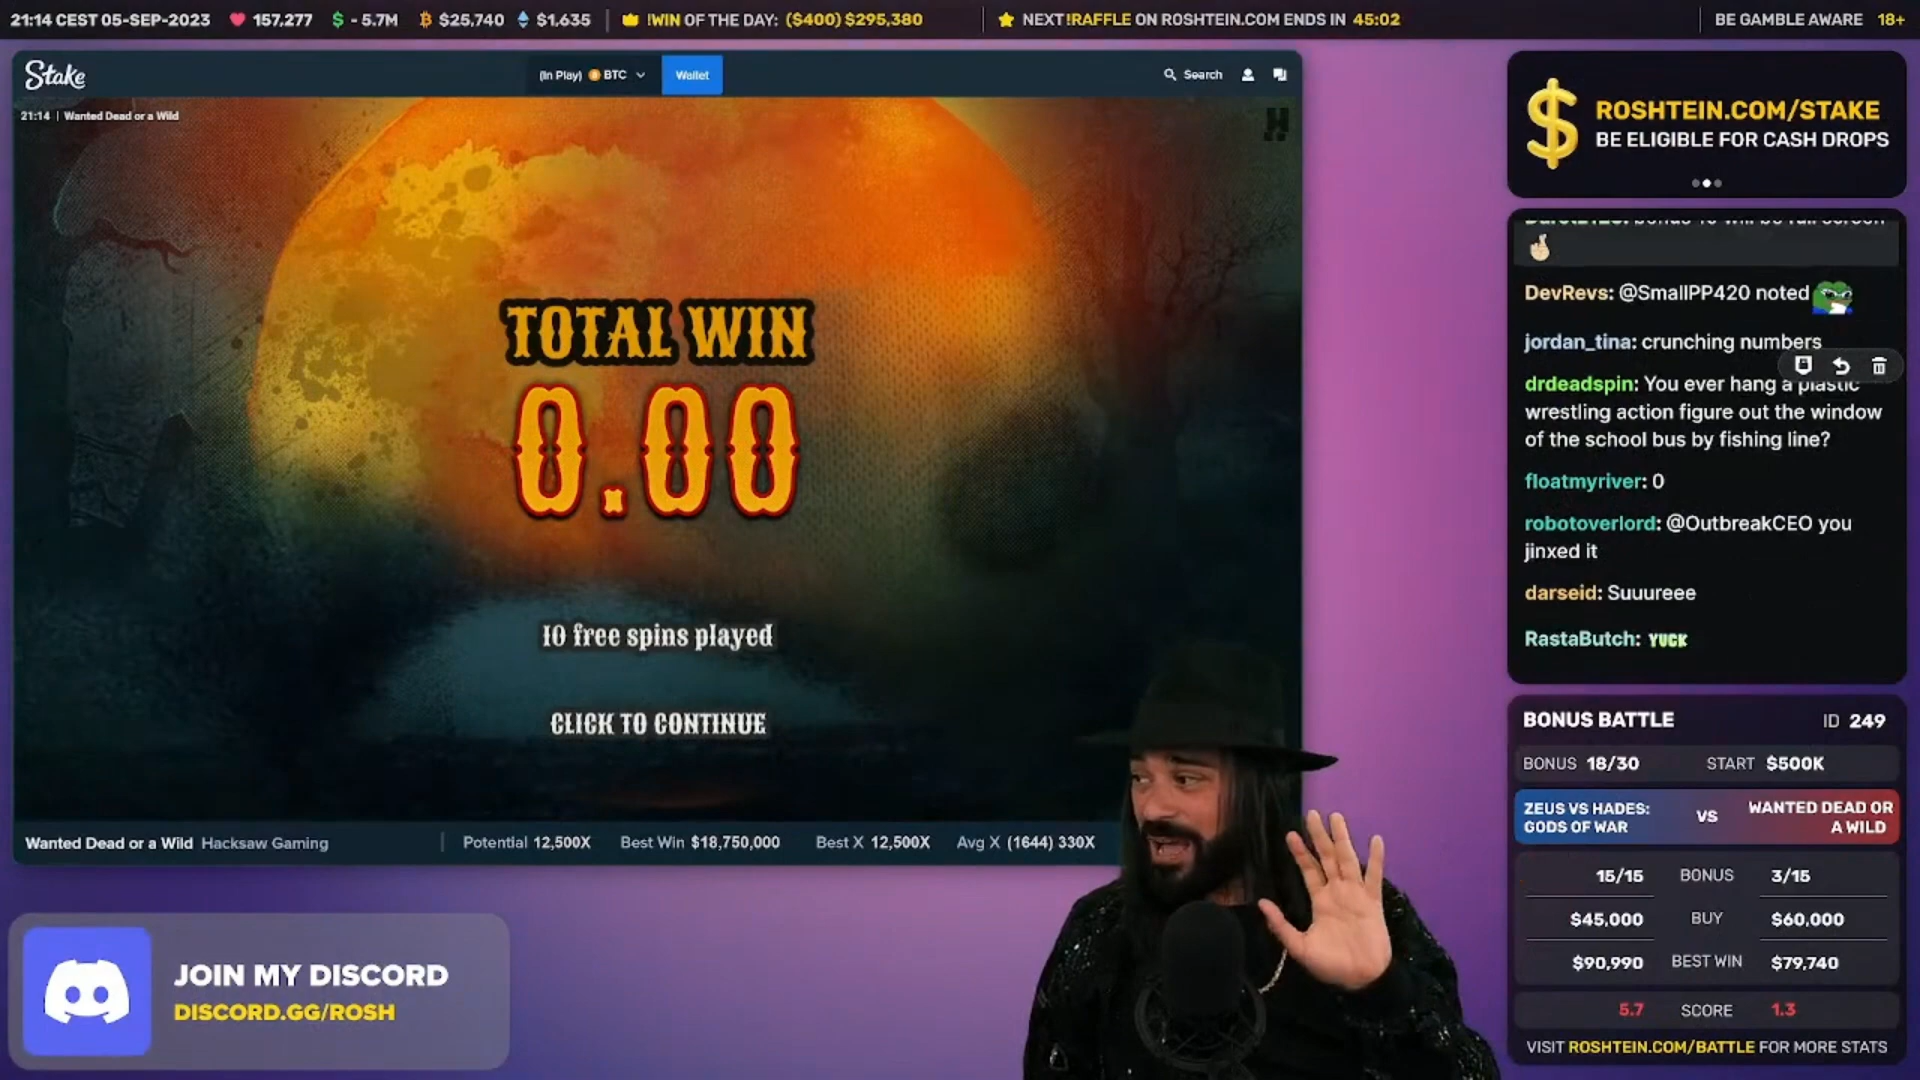 21:14 CEST 05-SEP-2023 157,277 $ - 5.7M $25,740 $1,635 !WIN OF THE DAY: ($400) $295,380 NEXT !RAFFLE ON ROSHTEIN.COM ENDS IN 45:02 BE GAMBLE AWARE 18+
Stake (In Play) BTC Wallet Search
21:14 | Wanted Dead or a Wild
TOTAL WIN
0.00
10 free spins played
CLICK TO CONTINUE
Wanted Dead or a Wild Hacksaw Gaming Potential 12,500X Best Win $18,750,000 Best X 12,500X Avg X (1644) 330X
JOIN MY DISCORD
DISCORD.GG/ROSH
ROSHTEIN.COM/STAKE
BE ELIGIBLE FOR CASH DROPS
DevRevs: @SmallPP420 noted
jordan_tina: crunching numbers
drdeadspin: You ever hang a plastic
wrestling action figure out the window
of the school bus by fishing line?
floatmyriver: 0
robotoverlord: @OutbreakCEO you
jinxed it
darseid: Suuureee
RastaButch: YUCK
BONUS BATTLE ID 249
BONUS 18/30 START $500K
ZEUS VS HADES:
GODS OF WAR
VS
WANTED DEAD OR
A WILD
15/15 BONUS 3/15
$45,000 BUY $60,000
$90,990 BEST WIN $79,740
5.7 SCORE 1.3
VISIT ROSHTEIN.COM/BATTLE FOR MORE STATS